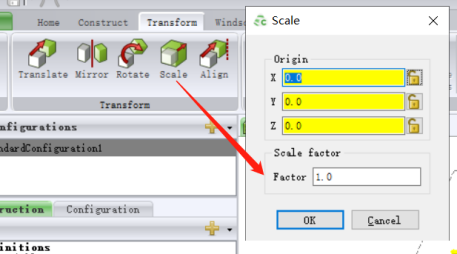 Home Construct Transform Winds
Translate Mirror Rotate Scale Align
Transform
nfigurations
ndardConfiguration1
ruction Configuration
initions
Scale
Origin
X 0.0
Y 0.0
Z 0.0
Scale factor
Factor 1.0
OK Cancel